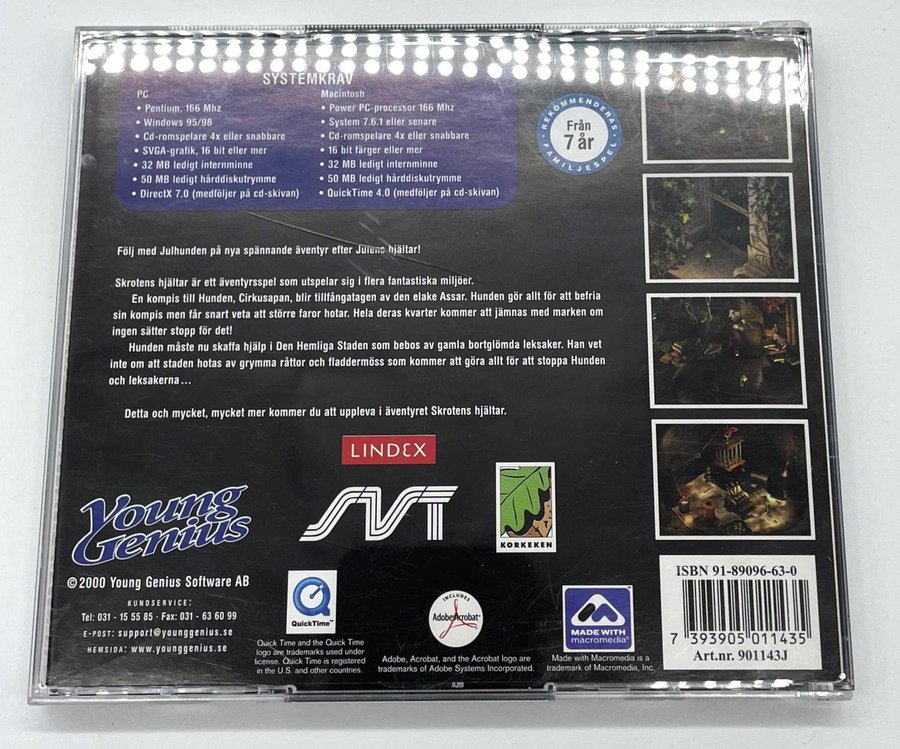 SYSTEMKRAV
PC
• Pentium, 166 Mhz
• Windows 95/98
• Cd-romspelare 4x eller snabbare
• SVGA-grafik, 16 bit eller mer
• 32 MB ledigt internminne
• 50 MB ledigt hårddiskutrymme
• DirectX 7.0 (medföljer på cd-skivan)
Macintosh
• Power PC-processor 166 Mhz
• System 7.6.1 eller senare
• Cd-romspelare 4x eller snabbare
• 16 bit färger eller mer
• 32 MB ledigt internminne
• 50 MB ledigt hårddiskutrymme
• QuickTime 4.0 (medföljer på cd-skivan)
• REKOMMENDERAS •
Från
7 år
FAMILJESPEL
Följ med Julhunden på nya spännande äventyr efter Julens hjältar!
Skrotens hjältar är ett äventyrsspel som utspelar sig i flera fantastiska miljöer.
En kompis till Hunden, Cirkusapan, blir tillfångatagen av den elake Assar. Hunden gör allt för att befria
sin kompis men får snart veta att större faror hotar. Hela deras kvarter kommer att jämnas med marken om
ingen sätter stopp för det!
Hunden måste nu skaffa hjälp i Den Hemliga Staden som bebos av gamla bortglömda leksaker. Han vet
inte om att staden hotas av grymma råttor och fladdermöss som kommer att göra allt för att stoppa Hunden
och leksakerna...
Detta och mycket, mycket mer kommer du att uppleva i äventyret Skrotens hjältar.
LINDEX
Young
Genius
SVT
KORKEKEN
© 2000 Young Genius Software AB
KUNDSERVICE:
Tel: 031 - 15 55 85 · Fax: 031 - 63 60 99
E-POST: support@younggenius.se
HEMSIDA: www.younggenius.se
QuickTime™
Quick Time and the Quick Time
logo are trademarks used under
license. Quick Time is registered
in the U.S. and other countries.
INCLUDES
Adobe Acrobat™
Adobe, Acrobat, and the Acrobat logo are
trademarks of Adobe Systems Incorporated.
MADE WITH
macromedia®
Made with Macromedia is a
trademark of Macromedia, Inc.
ISBN 91-89096-63-0
7 393905 011435
Art.nr. 901143J